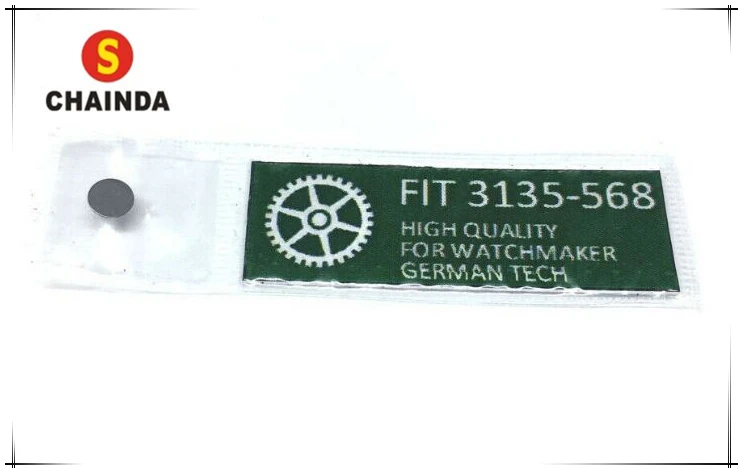 S
CHAINDA
FIT 3135-568
HIGH QUALITY
FOR WATCHMAKER
GERMAN TECH